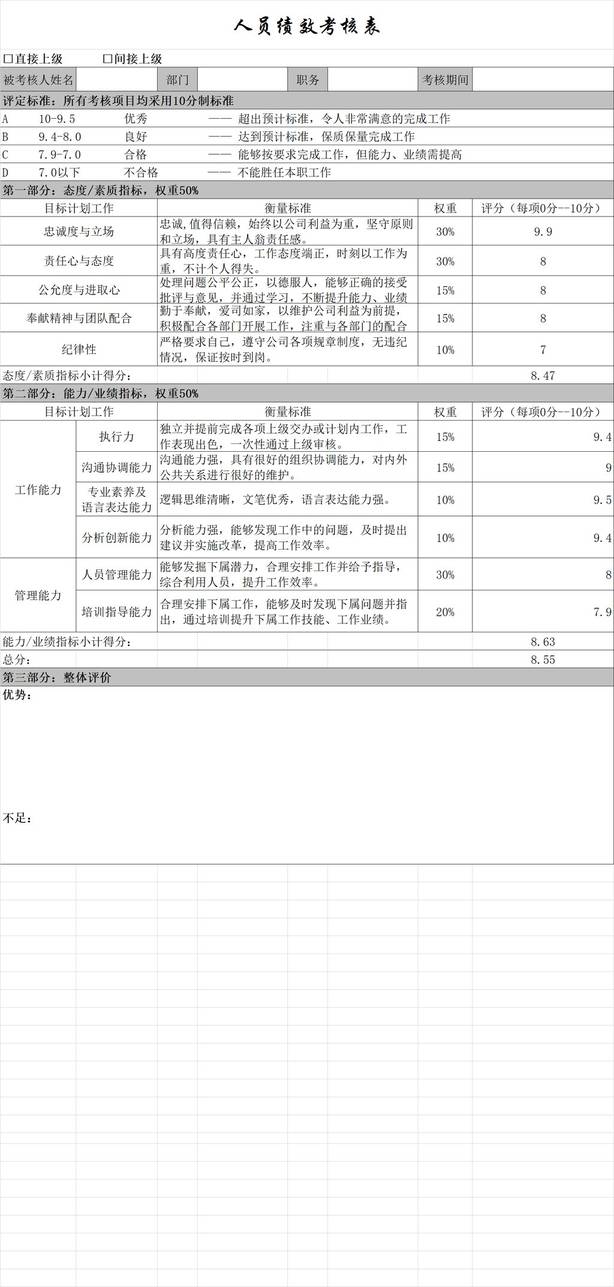 人员绩效考核表
□直接上级 □间接上级
被考核人姓名 部门 职务 考核期间
评定标准：所有考核项目均采用10分制标准
A 10-9.5 优秀 —— 超出预计标准，令人非常满意的完成工作
B 9.4-8.0 良好 —— 达到预计标准，保质保量完成工作
C 7.9-7.0 合格 —— 能够按要求完成工作，但能力、业绩需提高
D 7.0以下 不合格 —— 不能胜任本职工作
第一部分：态度/素质指标，权重50%
目标计划工作 衡量标准 权重 评分（每项0分--10分）
忠诚度与立场 忠诚,值得信赖，始终以公司利益为重，坚守原则
和立场，具有主人翁责任感。 30% 9.9
责任心与态度 具有高度责任心，工作态度端正，时刻以工作为
重，不计个人得失。 30% 8
公允度与进取心 处理问题公平公正，以德服人，能够正确的接受
批评与意见，并通过学习，不断提升能力、业绩 15% 8
奉献精神与团队配合 勤于奉献，爱司如家，以维护公司利益为前提，
积极配合各部门开展工作，注重与各部门的配合 15% 8
纪律性 严格要求自己，遵守公司各项规章制度，无违纪
情况，保证按时到岗。 10% 7
态度/素质指标小计得分： 8.47
第二部分：能力/业绩指标，权重50%
目标计划工作 衡量标准 权重 评分（每项0分--10分）
工作能力
执行力 独立并提前完成各项上级交办或计划内工作，工
作表现出色，一次性通过上级审核。 15% 9.4
沟通协调能力 沟通能力强，具有很好的组织协调能力，对内外
公共关系进行很好的维护。 15% 9
专业素养及
语言表达能力 逻辑思维清晰，文笔优秀，语言表达能力强。 10% 9.5
分析创新能力 分析能力强，能够发现工作中的问题，及时提出
建议并实施改革，提高工作效率。 10% 9.4
管理能力
人员管理能力 能够发掘下属潜力，合理安排工作并给予指导，
综合利用人员，提升工作效率。 30% 8
培训指导能力 合理安排下属工作，能够及时发现下属问题并指
出，通过培训提升下属工作技能、工作业绩。 20% 7.9
能力/业绩指标小计得分： 8.63
总分： 8.55
第三部分：整体评价
优势：
不足：